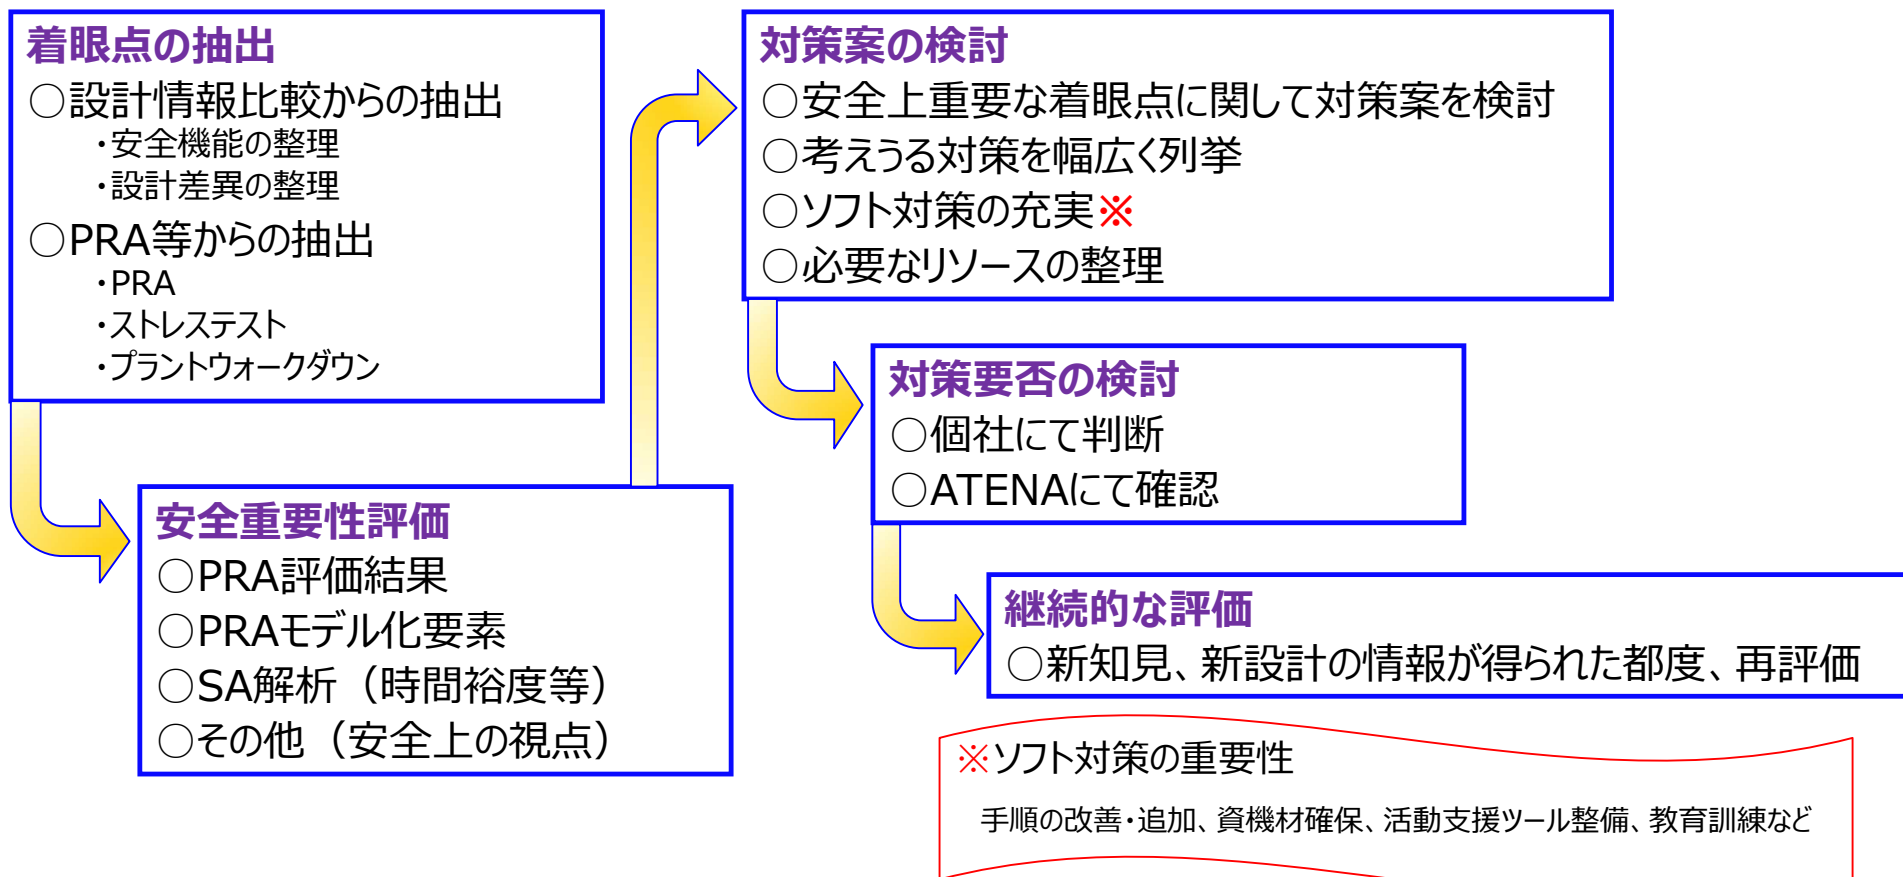 着眼点の抽出
○設計情報比較からの抽出
・安全機能の整理
・設計差異の整理
○PRA等からの抽出
・PRA
・ストレステスト
・プラントウォークダウン
安全重要性評価
○PRA評価結果
○PRAモデル化要素
○SA解析（時間裕度等）
○その他（安全上の視点）
対策案の検討
○安全上重要な着眼点に関して対策案を検討
○考えうる対策を幅広く列挙
○ソフト対策の充実※
○必要なリソースの整理
対策要否の検討
○個社にて判断
○ATENAにて確認
継続的な評価
○新知見、新設計の情報が得られた都度、再評価
※ソフト対策の重要性
手順の改善・追加、資機材確保、活動支援ツール整備、教育訓練など